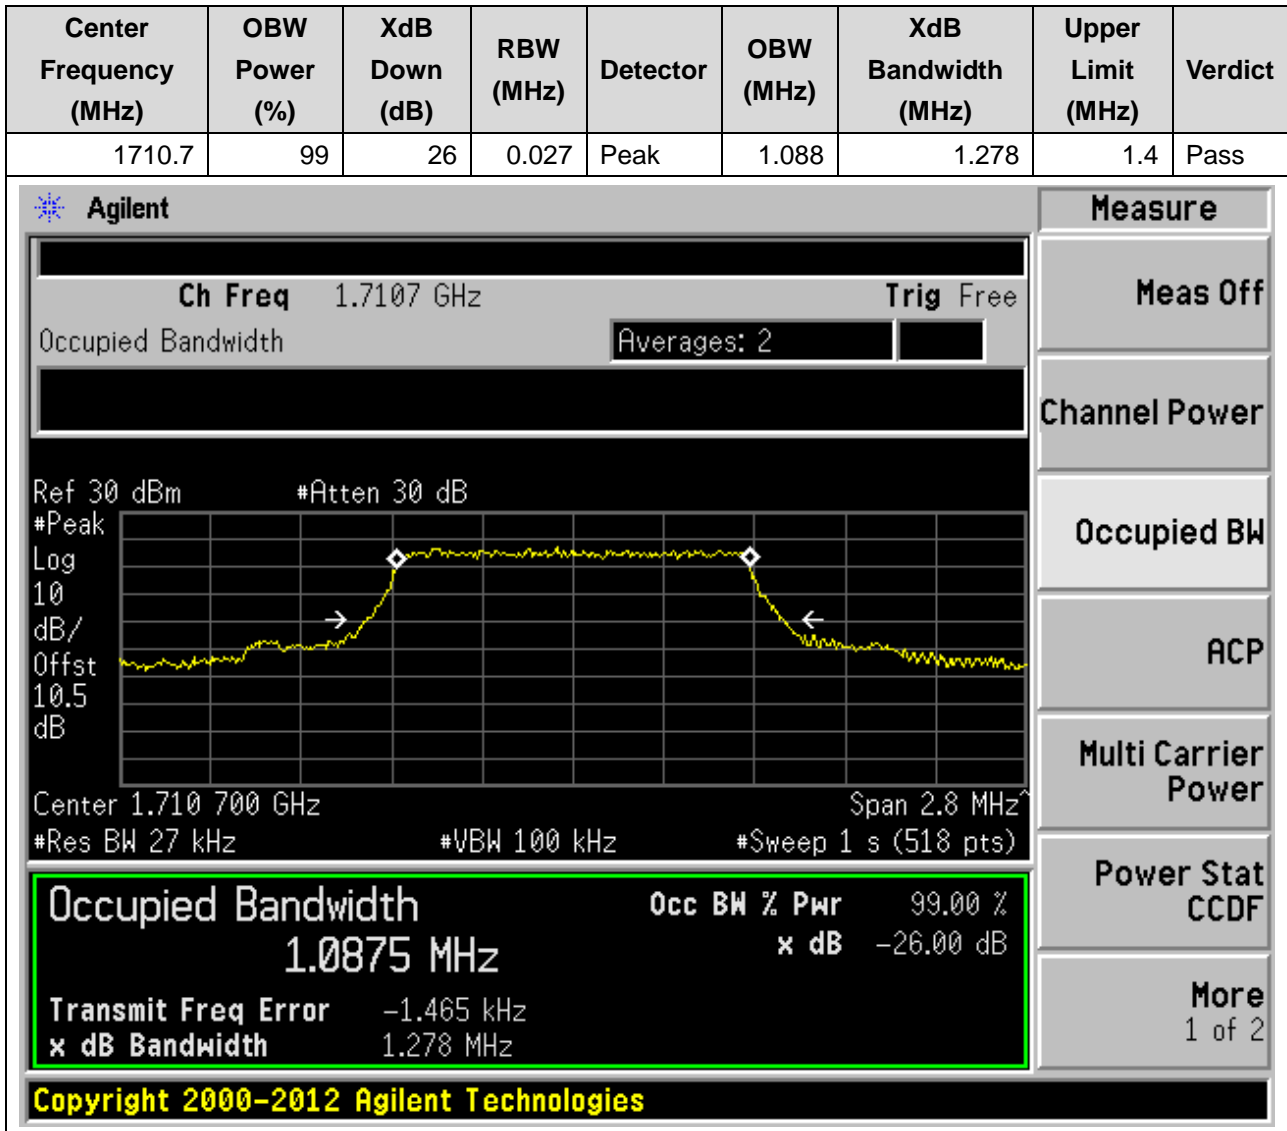 Center Frequency (MHz) OBW Power (%) XdB Down (dB) RBW (MHz) Detector OBW (MHz) XdB Bandwidth (MHz) Upper Limit (MHz) Verdict
1710.7 99 26 0.027 Peak 1.088 1.278 1.4 Pass
Agilent
Measure
Ch Freq 1.7107 GHz Trig Free
Occupied Bandwidth Averages: 2
Meas Off
Channel Power
Occupied BW
ACP
Multi Carrier
Power
Power Stat
CCDF
More
1 of 2
Ref 30 dBm #Atten 30 dB
#Peak
Log
10
dB/
Offst
10.5
dB
Center 1.710 700 GHz Span 2.8 MHz^
#Res BW 27 kHz #VBW 100 kHz #Sweep 1 s (518 pts)
Occupied Bandwidth Occ BW % Pwr 99.00 %
1.0875 MHz x dB -26.00 dB
Transmit Freq Error -1.465 kHz
x dB Bandwidth 1.278 MHz
Copyright 2000-2012 Agilent Technologies